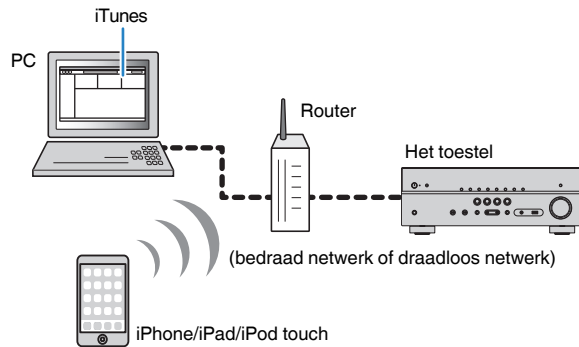 iTunes
PC
Router
Het toestel
(bedraad netwerk of draadloos netwerk)
iPhone/iPad/iPod touch